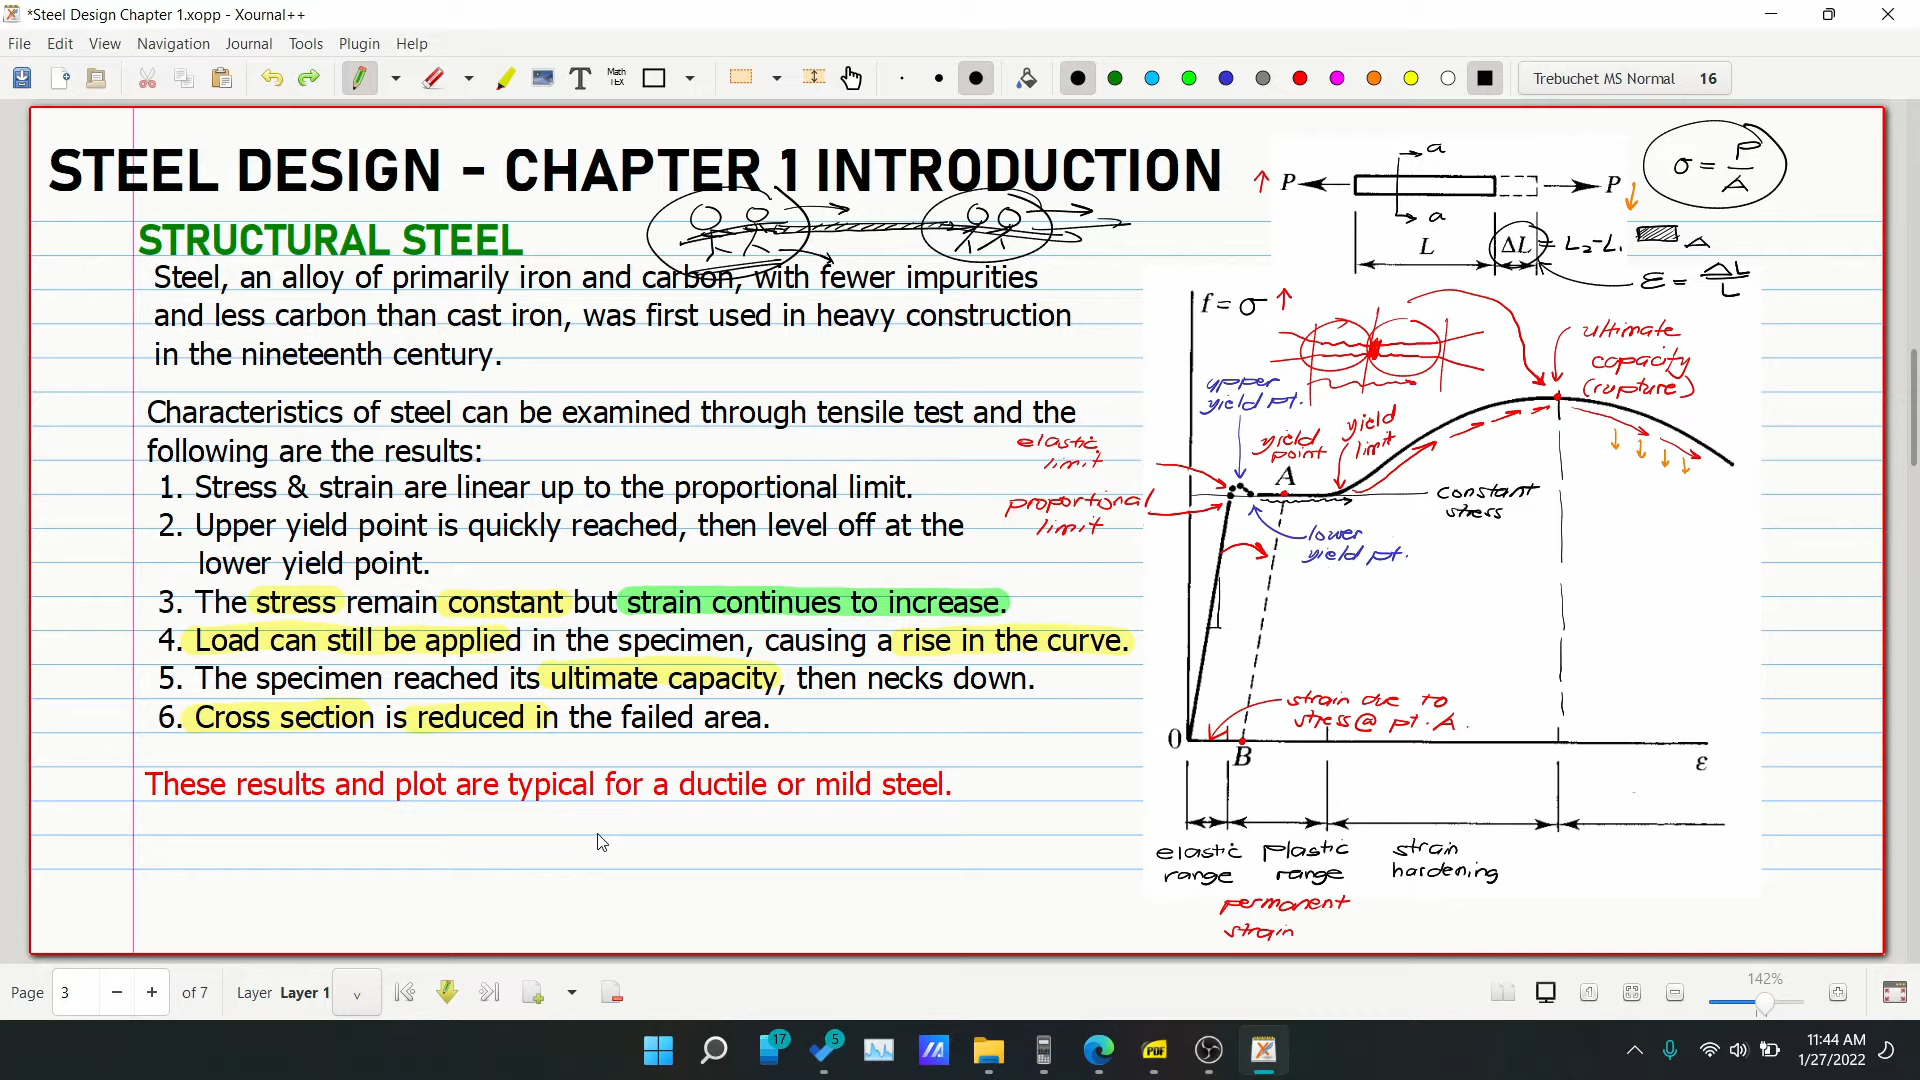 *Steel Design Chapter 1.xopp - Xournal++
File Edit View Navigation Journal Tools Plugin Help
Math
TEX
Trebuchet MS Normal 16
STEEL DESIGN - CHAPTER 1 INTRODUCTION
STRUCTURAL STEEL
Steel, an alloy of primarily iron and carbon, with fewer impurities
and less carbon than cast iron, was first used in heavy construction
in the nineteenth century.
Characteristics of steel can be examined through tensile test and the
following are the results:
1. Stress & strain are linear up to the proportional limit.
2. Upper yield point is quickly reached, then level off at the
lower yield point.
3. The stress remain constant but strain continues to increase.
4. Load can still be applied in the specimen, causing a rise in the curve.
5. The specimen reached its ultimate capacity, then necks down.
6. Cross section is reduced in the failed area.
These results and plot are typical for a ductile or mild steel.
a
↑ P P ↓
a
σ = P/A
L ΔL = L₂-L₁ A
ε = ΔL/L
f = σ ↑
ultimate
capacity
(rupture)
upper
yield pt.
yield
limit
yield
point
A
elastic
limit
proportional
limit
constant
stress
lower
yield pt.
strain due to
stress @ pt. A.
0
B
ε
elastic
range
plastic
range
strain
hardening
permanent
strain
Page 3 of 7 Layer Layer 1 142%
17 5 PDF
11:44 AM
1/27/2022